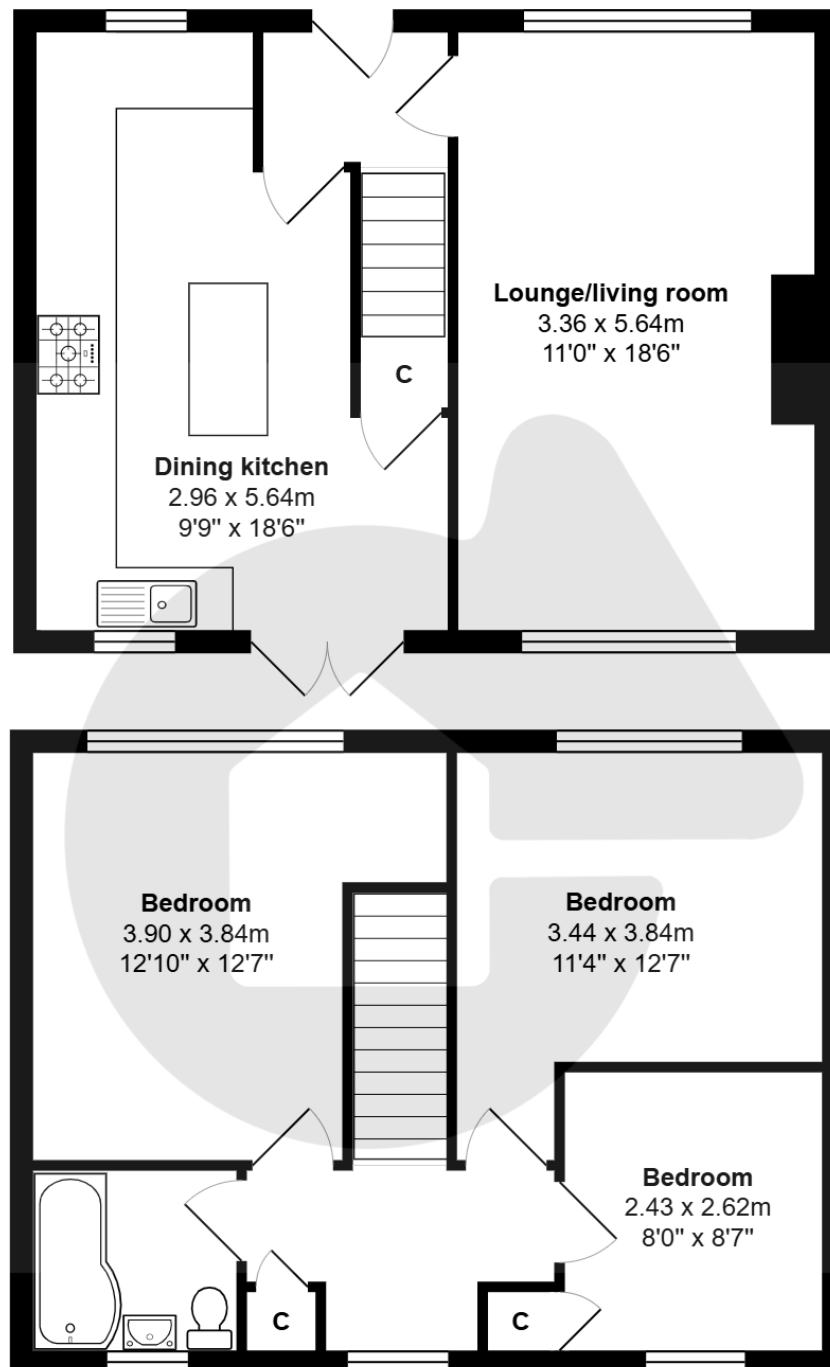 Lounge/living room
3.36 x 5.64m
11'0" x 18'6"
C
Dining kitchen
2.96 x 5.64m
9'9" x 18'6"
Bedroom
3.90 x 3.84m
12'10" x 12'7"
Bedroom
3.44 x 3.84m
11'4" x 12'7"
Bedroom
2.43 x 2.62m
8'0" x 8'7"
C
C